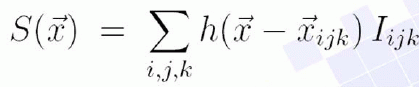 S(\vec{x}) = \sum_{i,j,k} h(\vec{x} - \vec{x}_{ijk}) I_{ijk}